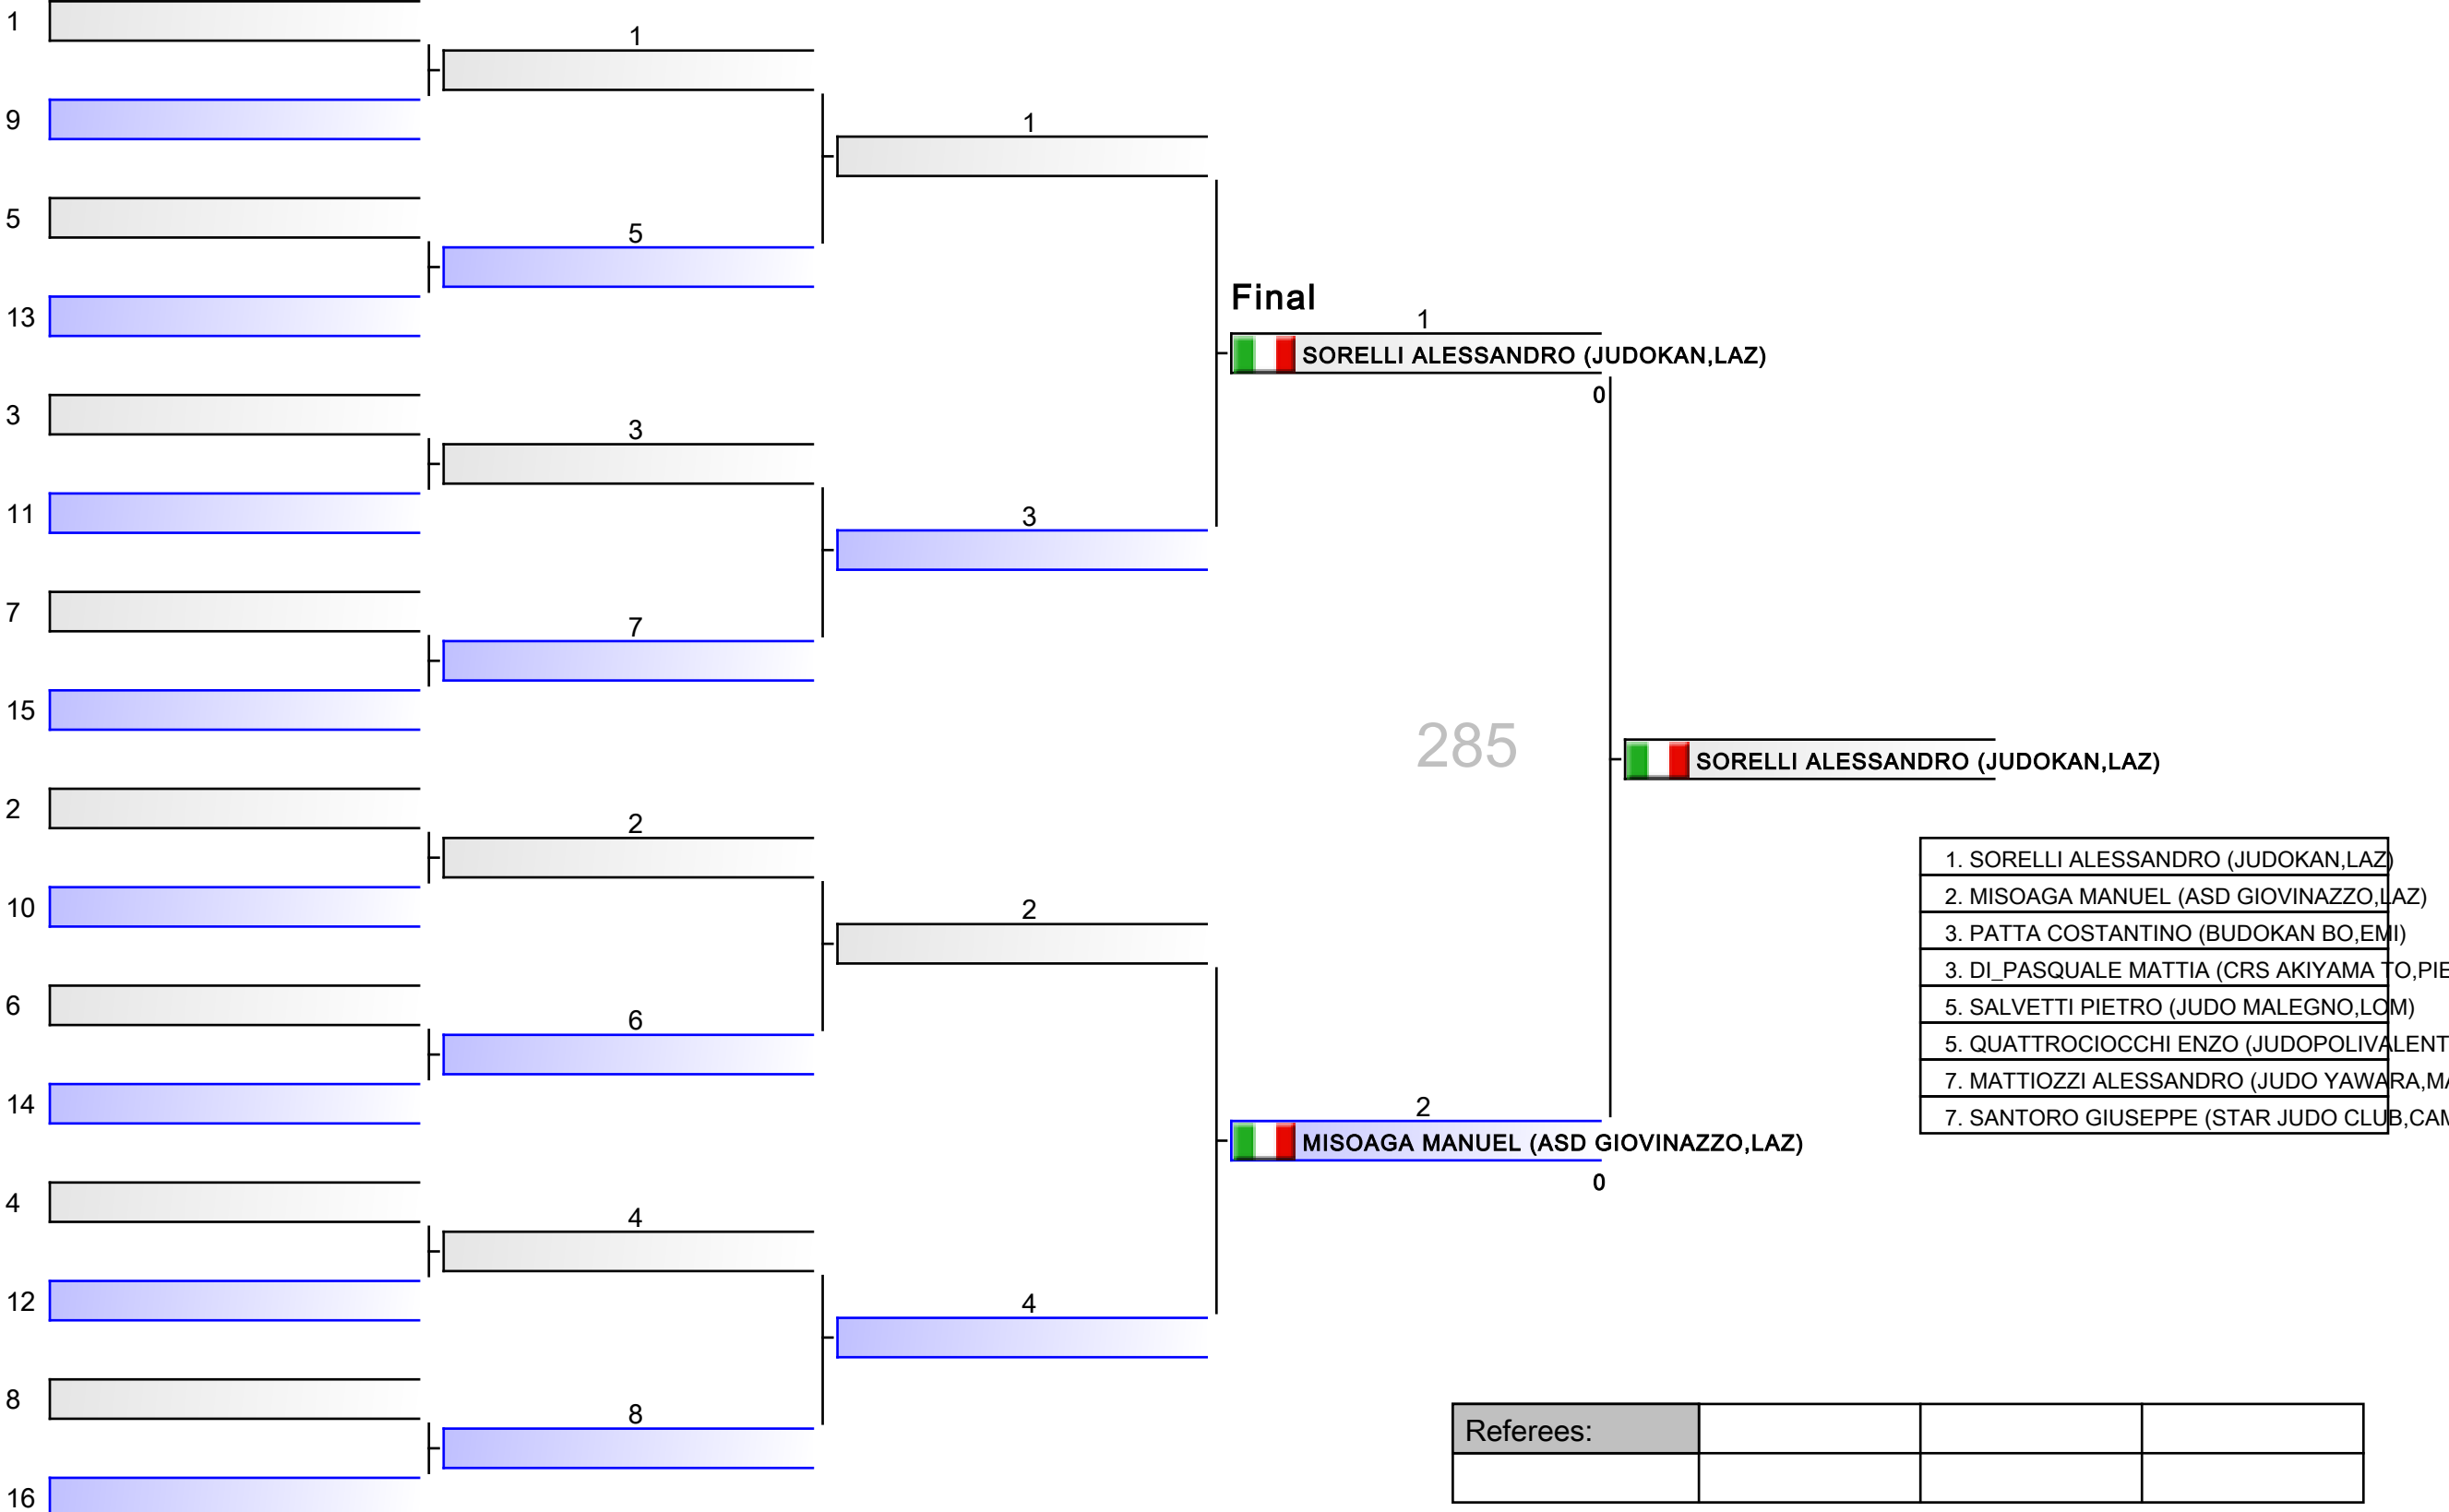 1
1
9
1
5
5
Final
13
1
SORELLI ALESSANDRO (JUDOKAN,LAZ)
0
3
3
11
3
7
7
15
285
SORELLI ALESSANDRO (JUDOKAN,LAZ)
2
2
10
2
6
6
14
2
MISOAGA MANUEL (ASD GIOVINAZZO,LAZ)
0
4
4
12
4
8
8
16
1. SORELLI ALESSANDRO (JUDOKAN,LAZ)
2. MISOAGA MANUEL (ASD GIOVINAZZO,LAZ)
3. PATTA COSTANTINO (BUDOKAN BO,EMI)
3. DI_PASQUALE MATTIA (CRS AKIYAMA TO,PIE
5. SALVETTI PIETRO (JUDO MALEGNO,LOM)
5. QUATTROCIOCCHI ENZO (JUDOPOLIVALENT
7. MATTIOZZI ALESSANDRO (JUDO YAWARA,MA
7. SANTORO GIUSEPPE (STAR JUDO CLUB,CAM
Referees: